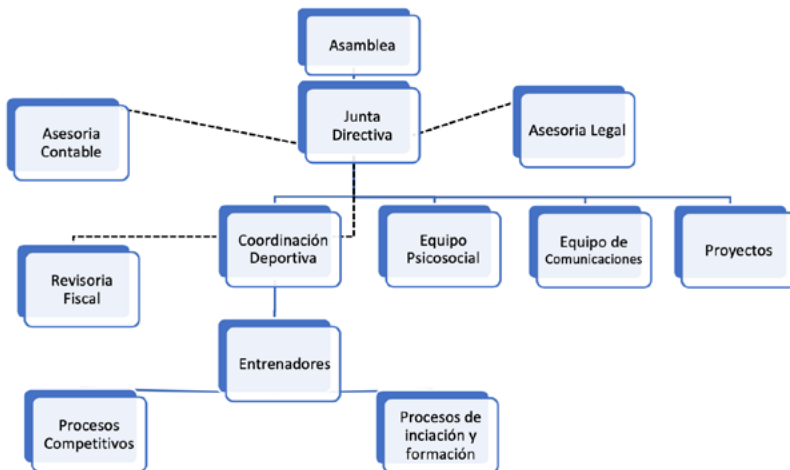 Asamblea
Junta
Directiva
Asesoria
Contable
Asesoria Legal
Coordinación
Deportiva
Equipo
Psicosocial
Equipo de
Comunicaciones
Proyectos
Revisoria
Fiscal
Entrenadores
Procesos
Competitivos
Procesos de
inciación y
formación